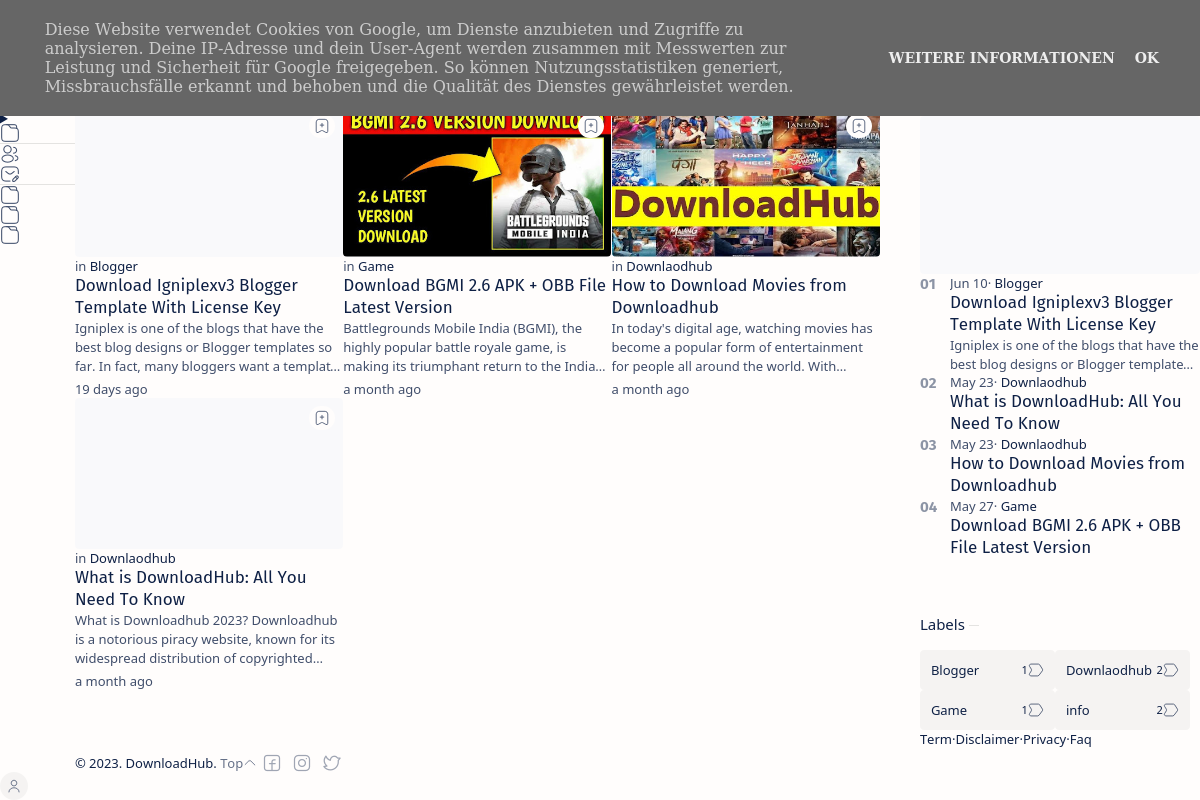 Diese Website verwendet Cookies von Google, um Dienste anzubieten und Zugriffe zu
analysieren. Deine IP-Adresse und dein User-Agent werden zusammen mit Messwerten zur
Leistung und Sicherheit für Google freigegeben. So können Nutzungsstatistiken generiert,
Missbrauchsfälle erkannt und behoben und die Qualität des Dienstes gewährleistet werden.
WEITERE INFORMATIONEN OK
BGMI 2.6 VERSION DOWNLO
2.6 LATEST
VERSION
DOWNLOAD
BATTLEGROUNDS
MOBILE INDIA
JANHAJI
पंगा
HAPPY
HEER
JAWAANI
JAANEMAN
DownloadHub
MALANG
in Blogger
Download Igniplexv3 Blogger
Template With License Key
Igniplex is one of the blogs that have the
best blog designs or Blogger templates so
far. In fact, many bloggers want a templat…
19 days ago
in Game
Download BGMI 2.6 APK + OBB File
Latest Version
Battlegrounds Mobile India (BGMI), the
highly popular battle royale game, is
making its triumphant return to the India…
a month ago
in Downlaodhub
How to Download Movies from
Downloadhub
In today's digital age, watching movies has
become a popular form of entertainment
for people all around the world. With…
a month ago
in Downlaodhub
What is DownloadHub: All You
Need To Know
What is Downloadhub 2023? Downloadhub
is a notorious piracy website, known for its
widespread distribution of copyrighted…
a month ago
01 Jun 10· Blogger
Download Igniplexv3 Blogger
Template With License Key
Igniplex is one of the blogs that have the
best blog designs or Blogger template…
02 May 23· Downlaodhub
What is DownloadHub: All You
Need To Know
03 May 23· Downlaodhub
How to Download Movies from
Downloadhub
04 May 27· Game
Download BGMI 2.6 APK + OBB
File Latest Version
Labels
Blogger 1
Downlaodhub 2
Game 1
info 2
Term·Disclaimer·Privacy·Faq
© 2023. DownloadHub. Top